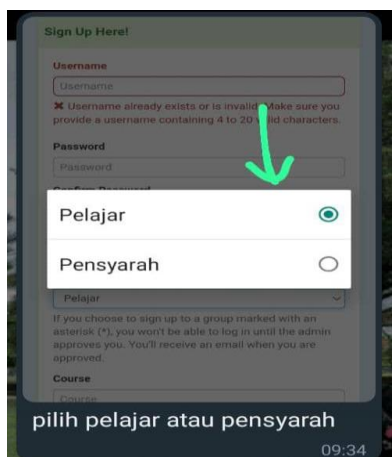 Sign Up Here!
Username
Username
✖ Username already exists or is invalid. Make sure you
provide a username containing 4 to 20 valid characters.
Password
Password
Confirm Password
Pelajar
Pensyarah
Pelajar
If you choose to sign up to a group marked with an
asterisk (*), you won't be able to log in until the admin
approves you. You'll receive an email when you are
approved.
Course
Course
pilih pelajar atau pensyarah
09:34